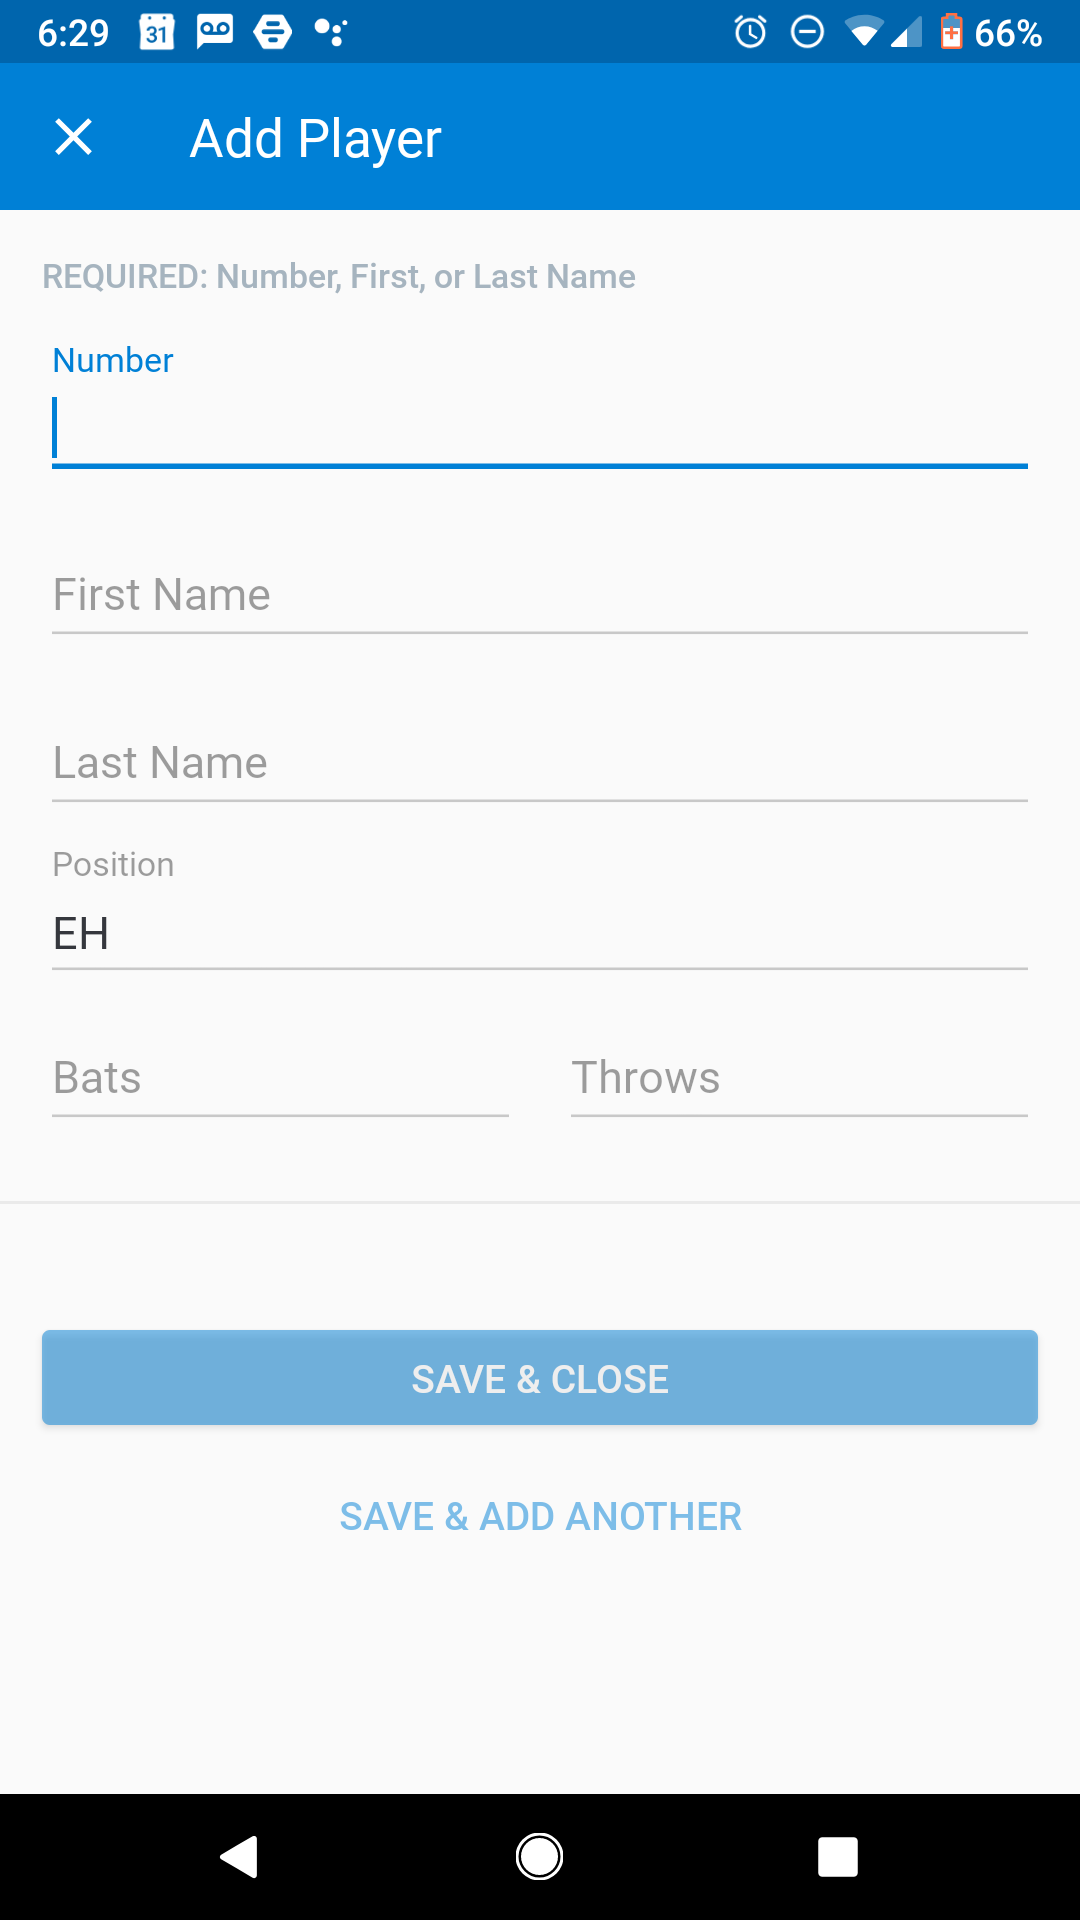 6:29 31 66%
Add Player
REQUIRED: Number, First, or Last Name
Number
First Name
Last Name
Position
EH
Bats Throws
SAVE & CLOSE
SAVE & ADD ANOTHER